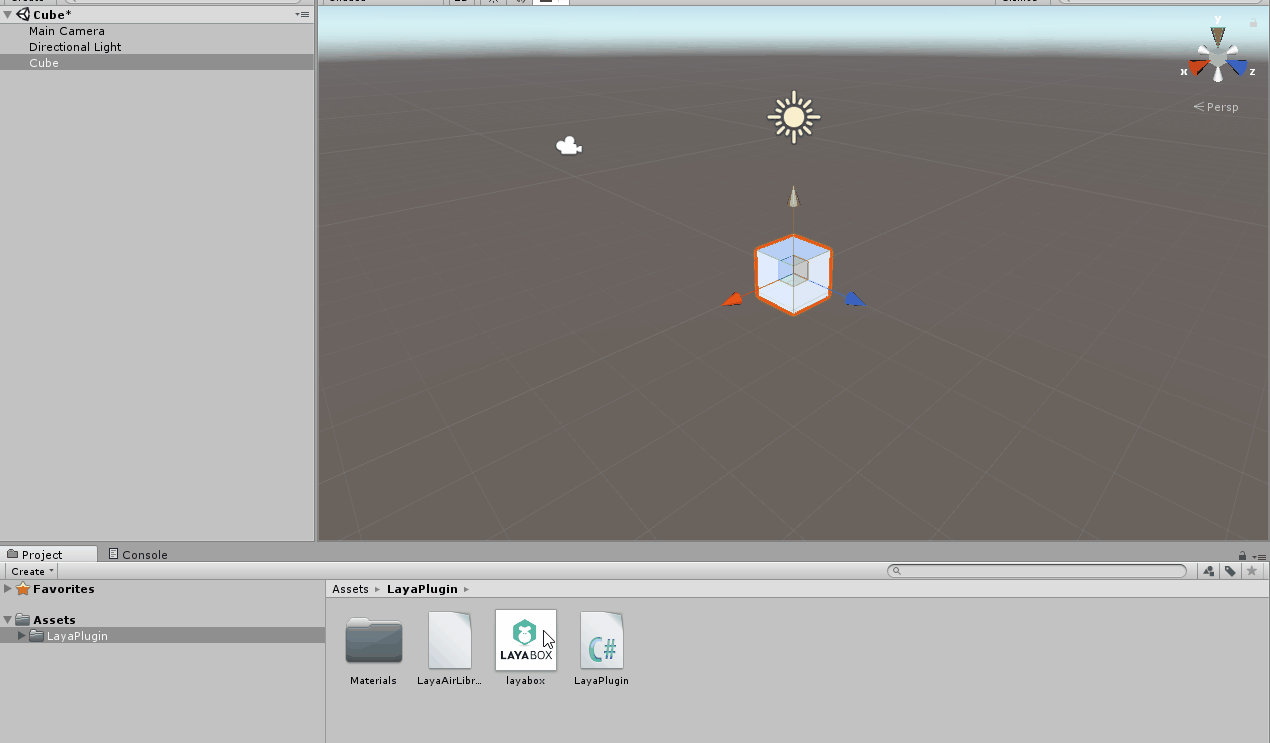 Cube*
Main Camera
Directional Light
Cube
y
x
z
Persp
Project
Console
Create
Favorites
Assets
LayaPlugin
Assets
LayaPlugin
LAYABOX
C#
Materials
LayaAirLibr...
layabox
LayaPlugin